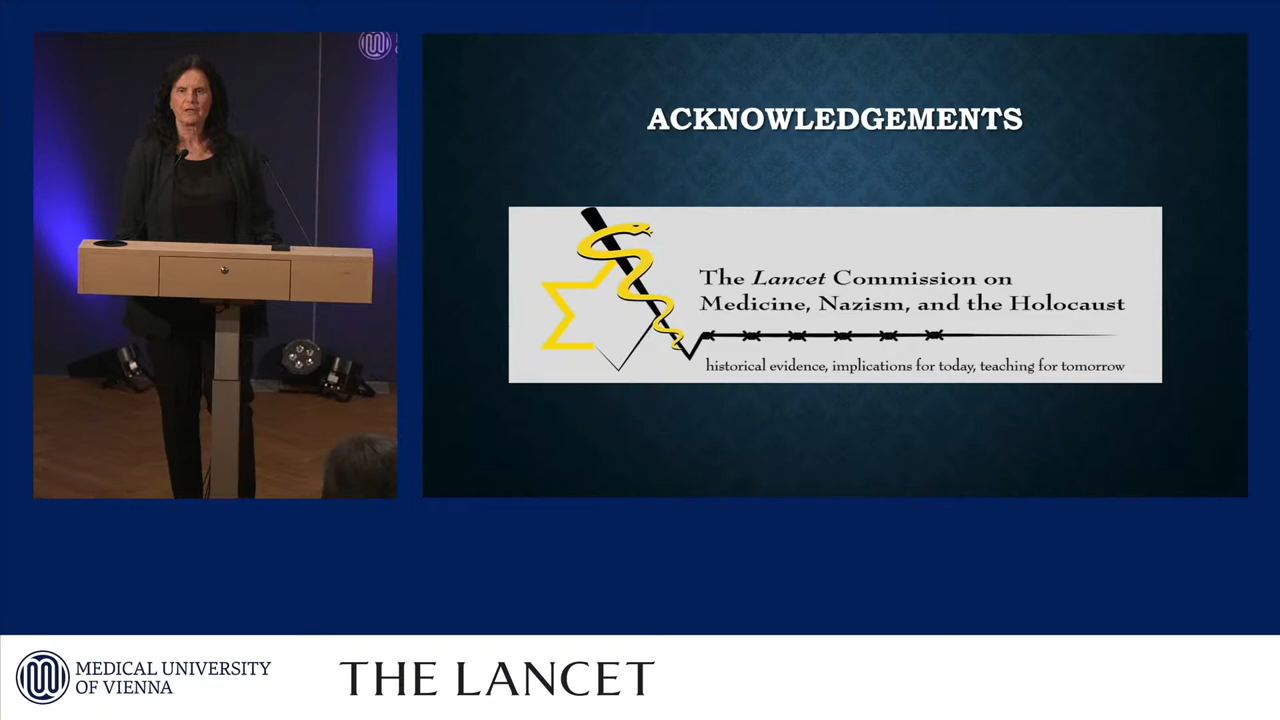 ACKNOWLEDGEMENTS
The Lancet Commission on
Medicine, Nazism, and the Holocaust
historical evidence, implications for today, teaching for tomorrow
MEDICAL UNIVERSITY
OF VIENNA
THE LANCET